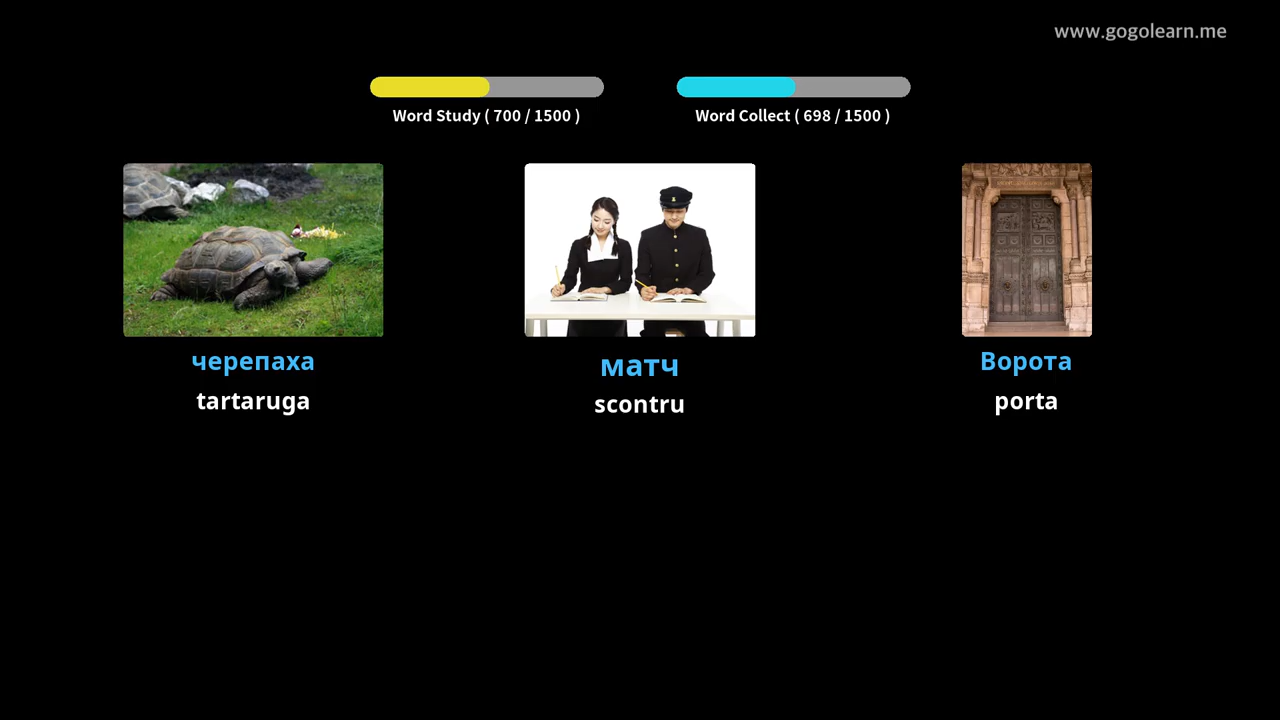 www.gogolearn.me
Word Study ( 700 / 1500 )
Word Collect ( 698 / 1500 )
черепаха
tartaruga
матч
scontru
Ворота
porta